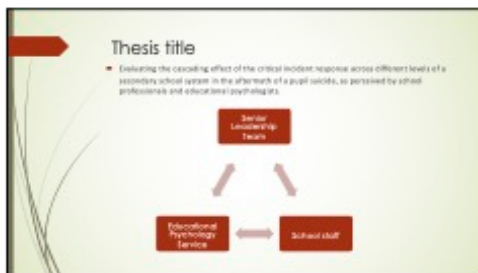 Thesis title
Evaluating the cascading effect of the critical incident response across different levels of a
secondary school system in the aftermath of a pupil suicide, as perceived by school
professionals and educational psychologists.
Senior
Leadership
Team
Educational
Psychology
Service
School staff